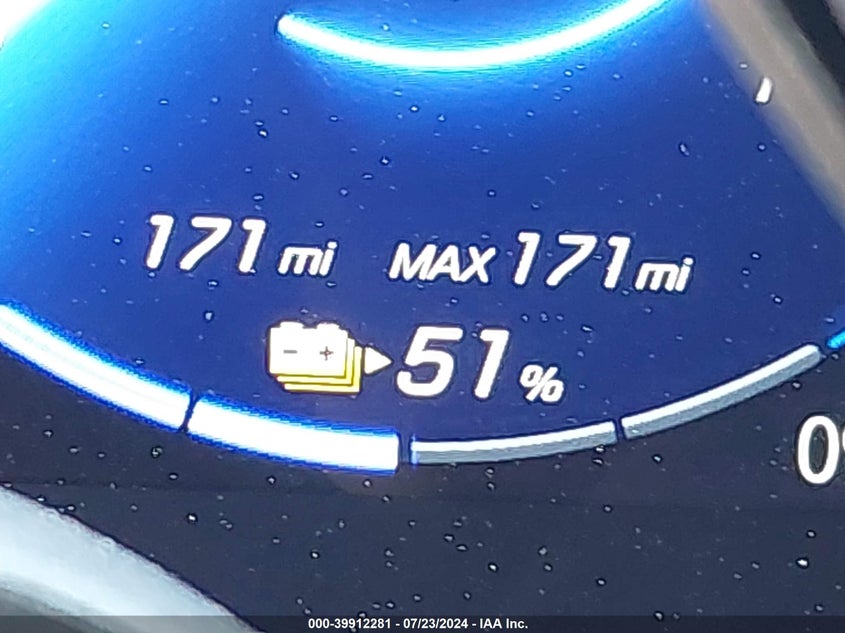 171 mi MAX 171 mi
- + 51 %
000-39912281 - 07/23/2024 - IAA Inc.